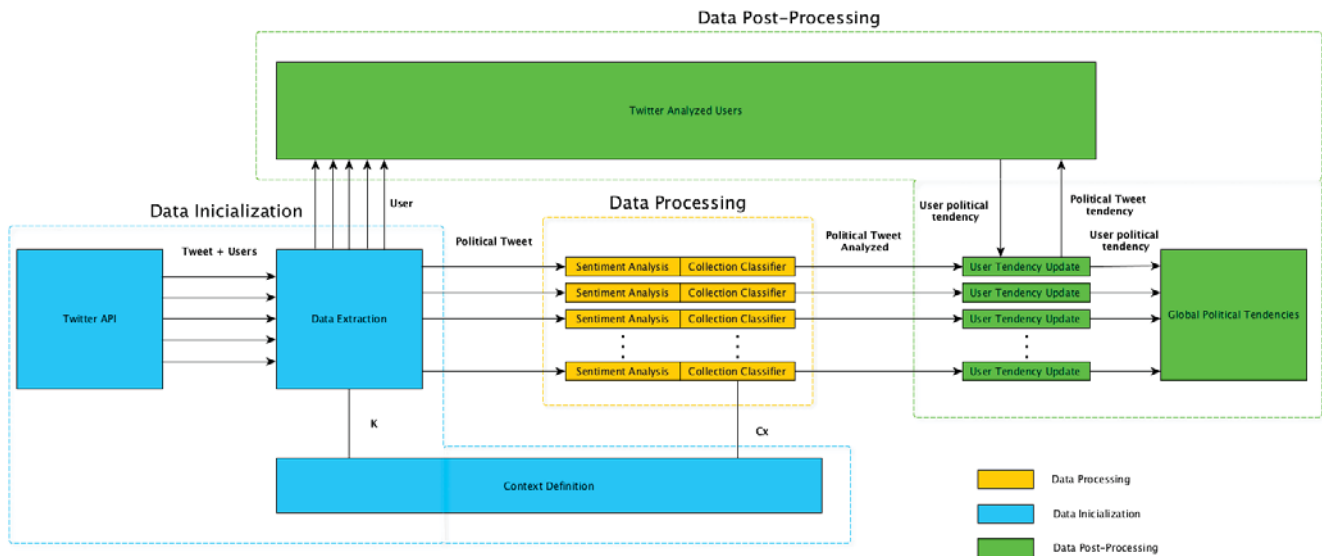 Data Post-Processing
Twitter Analyzed Users
Data Inicialization
User
Data Processing
User political
tendency
Political Tweet
tendency
Tweet + Users
Political Tweet
Political Tweet
Analyzed
User political
tendency
Twitter API
Data Extraction
Sentiment Analysis
Collection Classifier
User Tendency Update
Sentiment Analysis
Collection Classifier
User Tendency Update
Sentiment Analysis
Collection Classifier
User Tendency Update
Global Political Tendencies
Sentiment Analysis
Collection Classifier
User Tendency Update
K
Cx
Context Definition
Data Processing
Data Inicialization
Data Post-Processing